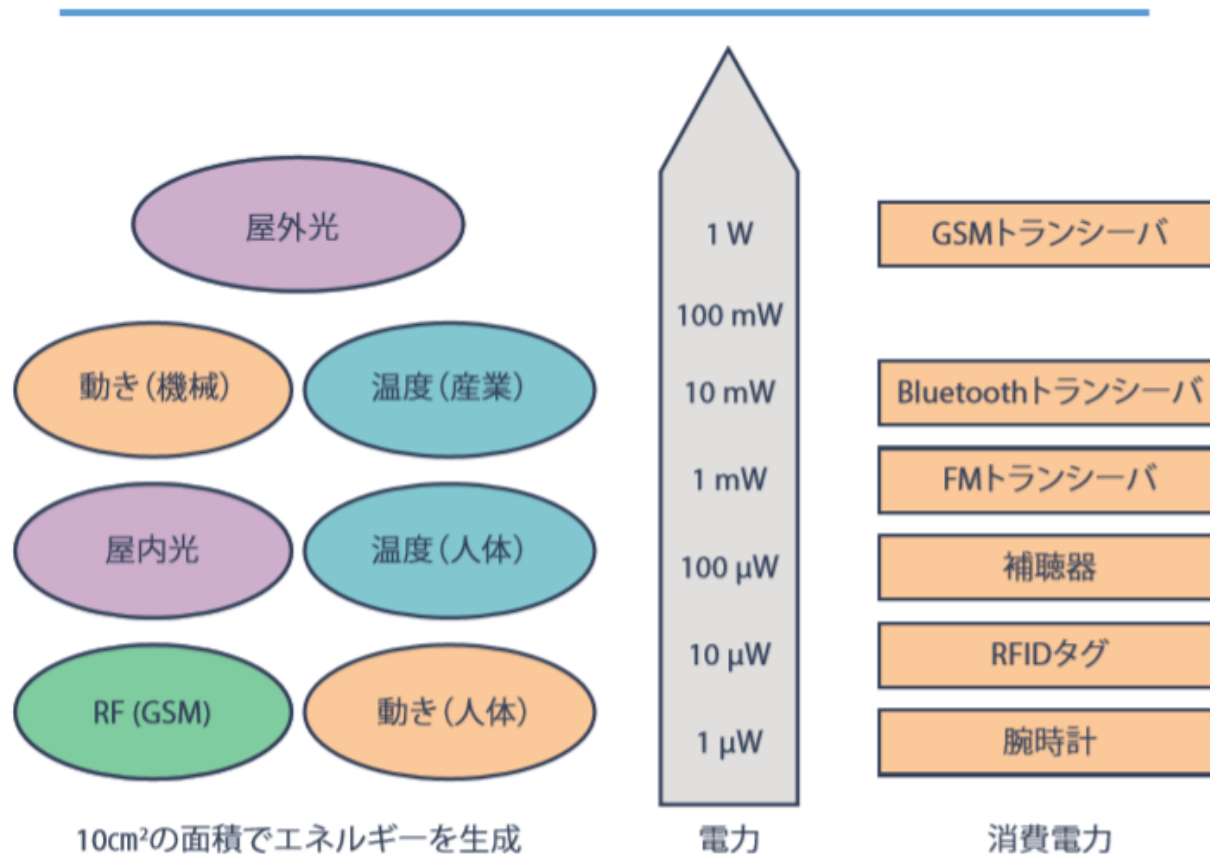 屋外光
1 W
GSMトランシーバ
100 mW
動き(機械)
温度(産業)
10 mW
Bluetoothトランシーバ
1 mW
FMトランシーバ
屋内光
温度(人体)
100 µW
補聴器
10 µW
RFIDタグ
RF (GSM)
動き(人体)
1 µW
腕時計
10㎝²の面積でエネルギーを生成
電力
消費電力